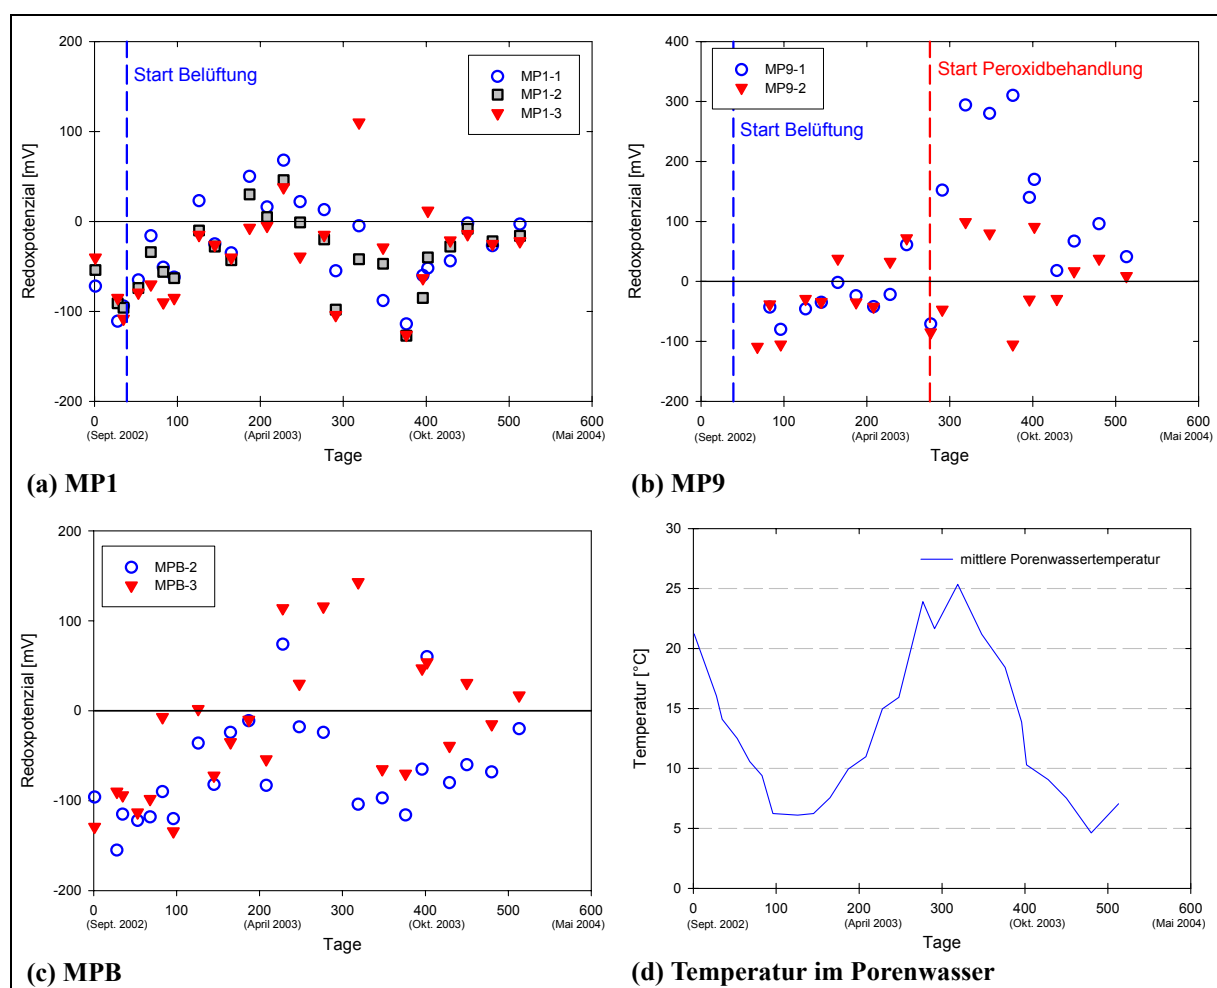 200
100
0
-100
-200
Redoxpotenzial [mV]
Start Belüftung
MP1-1
MP1-2
MP1-3
0 100 200 300 400 500 600
(Sept. 2002) (April 2003) (Okt. 2003) (Mai 2004)
Tage
(a) MP1
400
300
200
100
0
-100
-200
Redoxpotenzial [mV]
MP9-1
MP9-2
Start Peroxidbehandlung
Start Belüftung
0 100 200 300 400 500 600
(Sept. 2002) (April 2003) (Okt. 2003) (Mai 2004)
Tage
(b) MP9
200
100
0
-100
-200
Redoxpotenzial [mV]
MPB-2
MPB-3
0 100 200 300 400 500 600
(Sept. 2002) (April 2003) (Okt. 2003) (Mai 2004)
Tage
(c) MPB
30
25
20
15
10
5
0
Temperatur [°C]
mittlere Porenwassertemperatur
0 100 200 300 400 500 600
(Sept. 2002) (April 2003) (Okt. 2003) (Mai 2004)
Tage
(d) Temperatur im Porenwasser